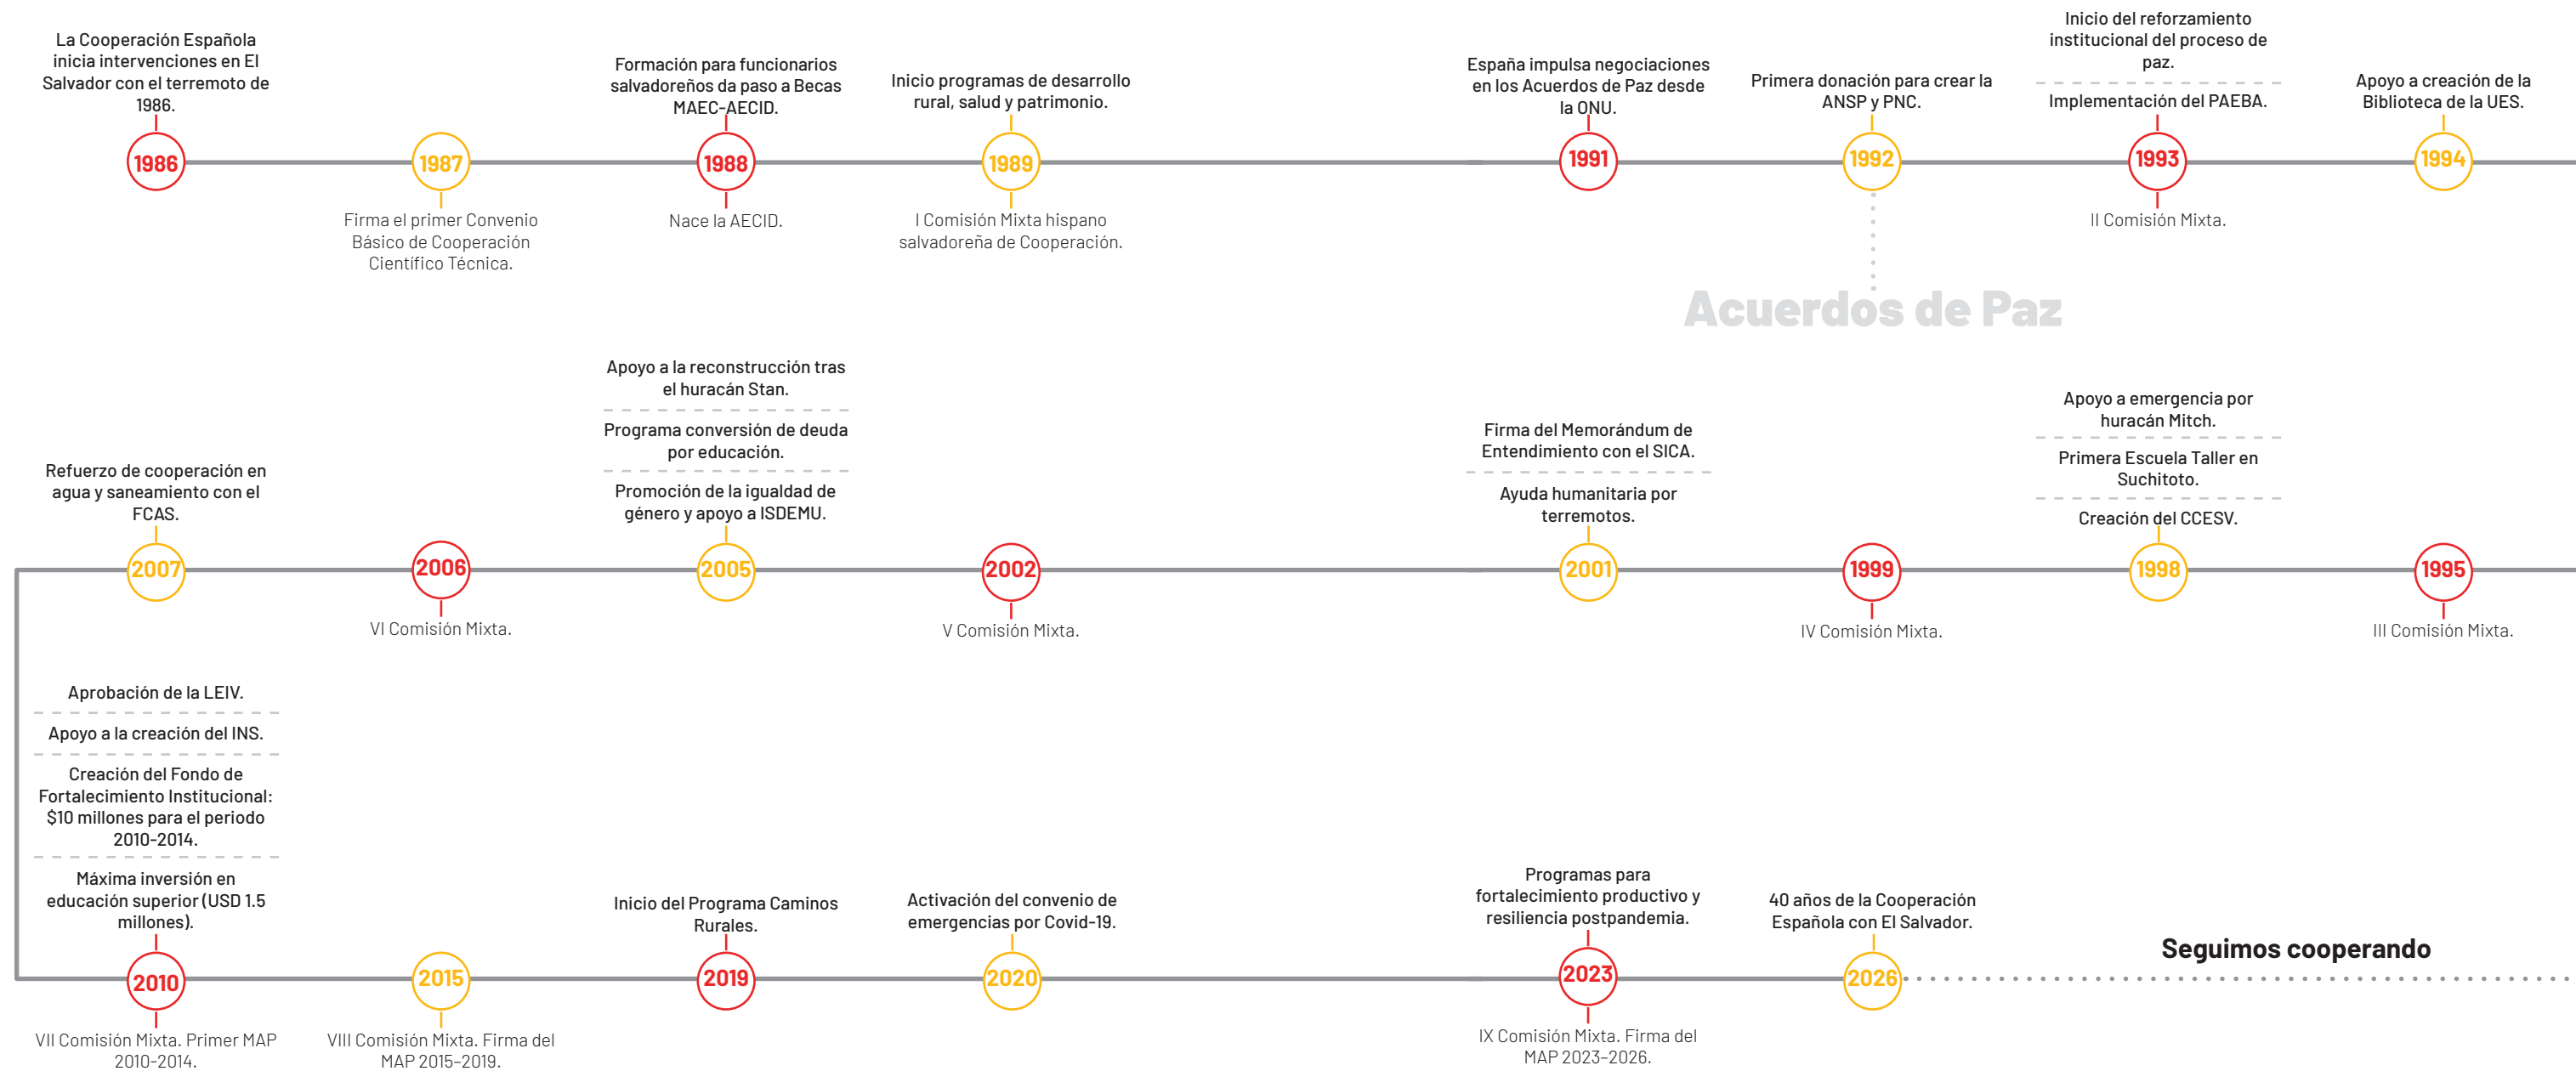 La Cooperación Española
inicia intervenciones en El
Salvador con el terremoto de
1986.
1986
1987
Firma el primer Convenio
Básico de Cooperación
Científico Técnica.
Formación para funcionarios
salvadoreños da paso a Becas
MAEC-AECID.
1988
Nace la AECID.
Inicio programas de desarrollo
rural, salud y patrimonio.
1989
I Comisión Mixta hispano
salvadoreña de Cooperación.
España impulsa negociaciones
en los Acuerdos de Paz desde
la ONU.
1991
Primera donación para crear la
ANSP y PNC.
1992
Acuerdos de Paz
Inicio del reforzamiento
institucional del proceso de
paz.
Implementación del PAEBA.
1993
II Comisión Mixta.
Apoyo a creación de la
Biblioteca de la UES.
1994
1995
III Comisión Mixta.
Apoyo a emergencia por
huracán Mitch.
Primera Escuela Taller en
Suchitoto.
Creación del CCESV.
1998
1999
IV Comisión Mixta.
Firma del Memorándum de
Entendimiento con el SICA.
Ayuda humanitaria por
terremotos.
2001
2002
V Comisión Mixta.
Apoyo a la reconstrucción tras
el huracán Stan.
Programa conversión de deuda
por educación.
Promoción de la igualdad de
género y apoyo a ISDEMU.
2005
2006
VI Comisión Mixta.
Refuerzo de cooperación en
agua y saneamiento con el
FCAS.
2007
Aprobación de la LEIV.
Apoyo a la creación del INS.
Creación del Fondo de
Fortalecimiento Institucional:
$10 millones para el periodo
2010-2014.
Máxima inversión en
educación superior (USD 1.5
millones).
2010
VII Comisión Mixta. Primer MAP
2010-2014.
2015
VIII Comisión Mixta. Firma del
MAP 2015–2019.
Inicio del Programa Caminos
Rurales.
2019
Activación del convenio de
emergencias por Covid-19.
2020
Programas para
fortalecimiento productivo y
resiliencia postpandemia.
2023
IX Comisión Mixta. Firma del
MAP 2023–2026.
40 años de la Cooperación
Española con El Salvador.
2026
Seguimos cooperando